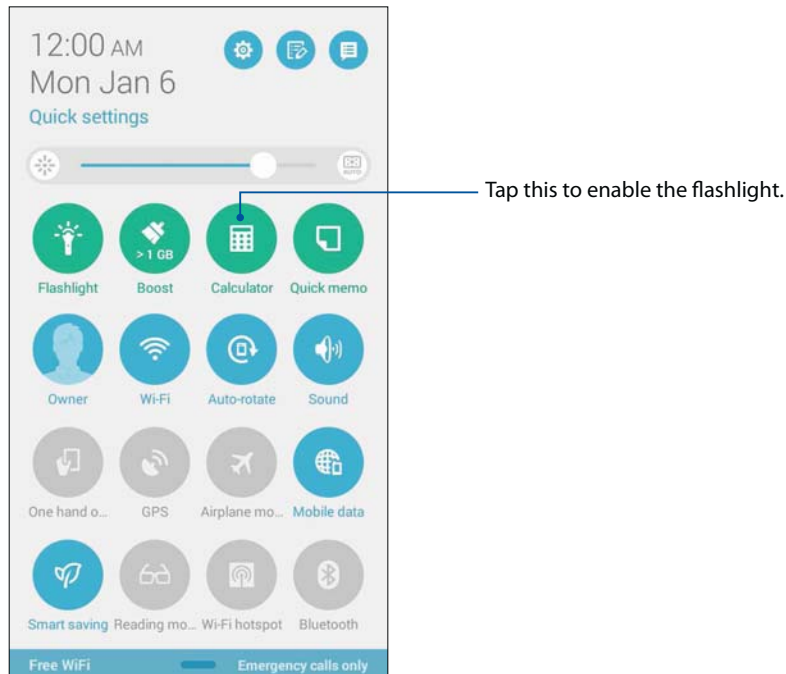 12:00 AM
Mon Jan 6
Quick settings
AUTO
Tap this to enable the flashlight.
> 1 GB
Flashlight Boost Calculator Quick memo
Owner Wi-Fi Auto-rotate Sound
One hand o... GPS Airplane mo... Mobile data
Smart saving Reading mo... Wi-Fi hotspot Bluetooth
Free WiFi Emergency calls only